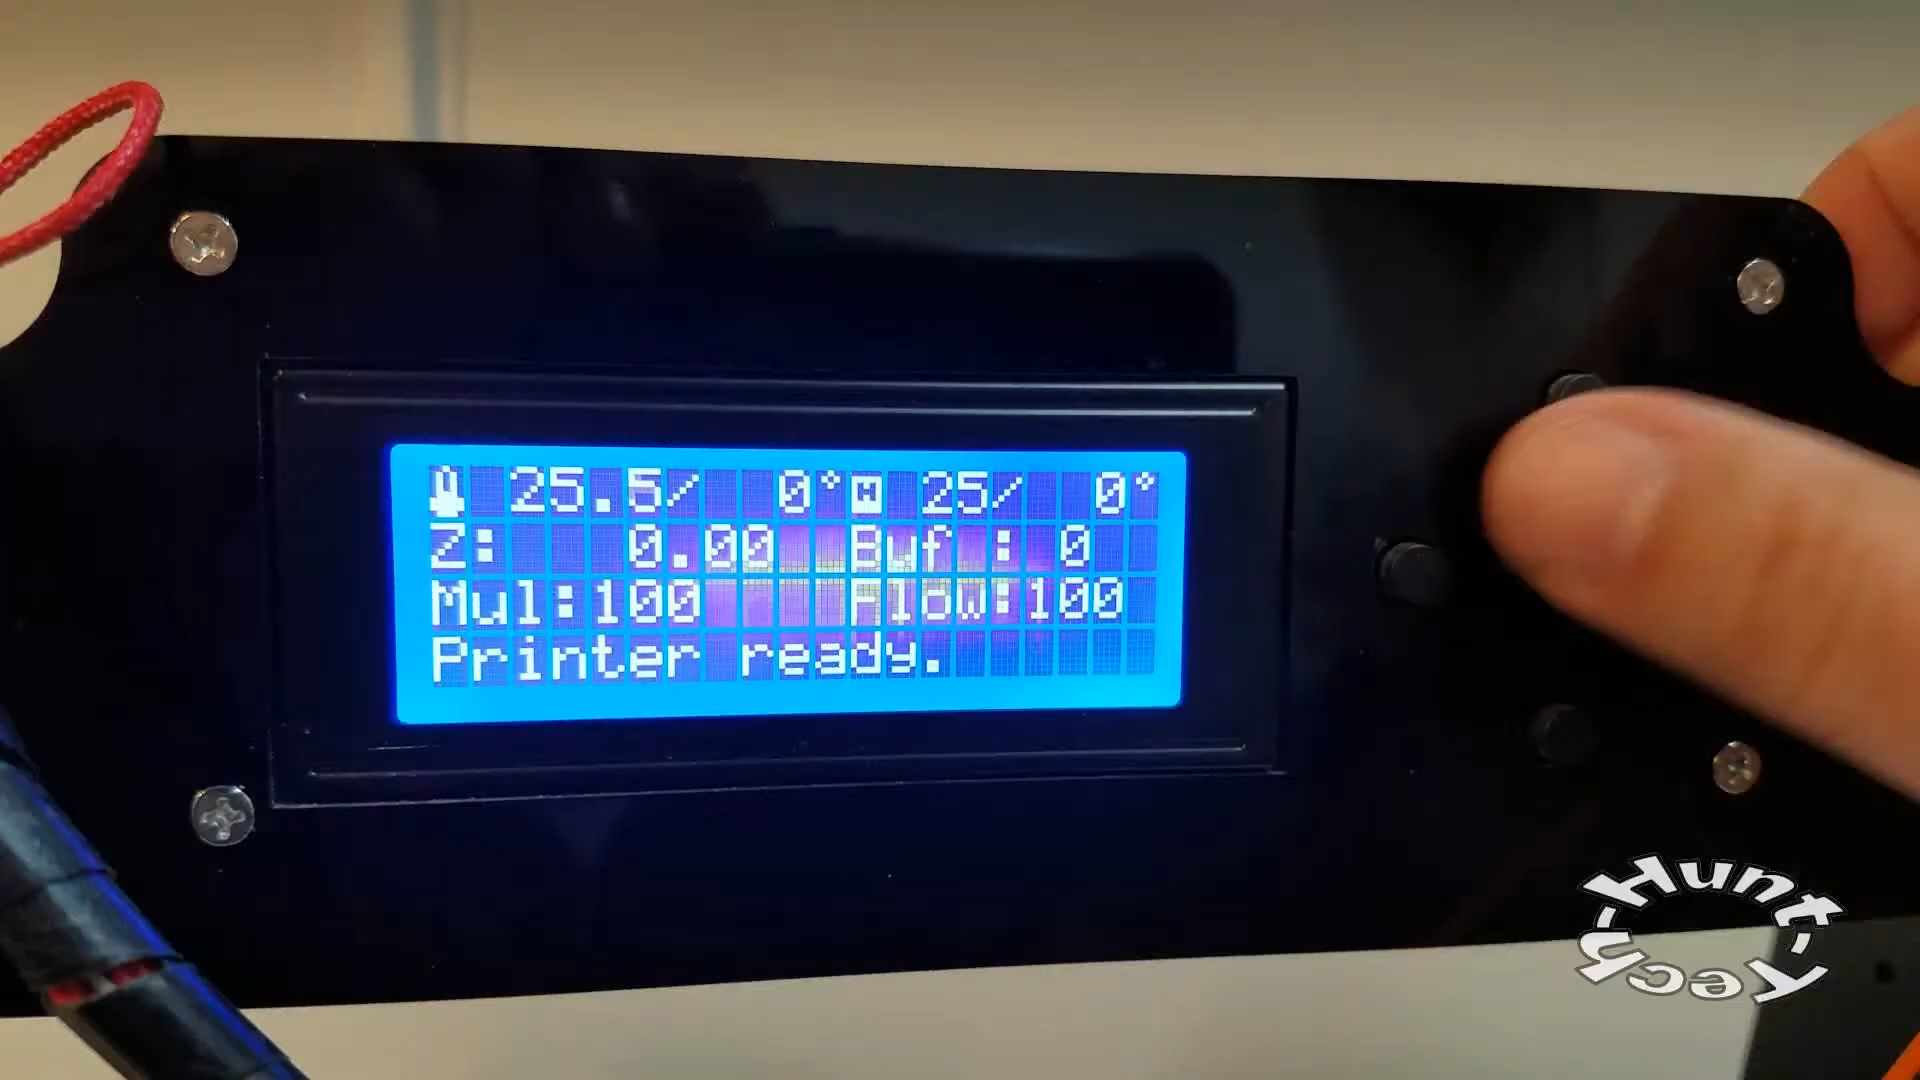 25.5/ 0° 25/ 0°
Z: 0.00 Buf : 0
Mul:100 Flow:100
Printer ready.
Hunt-Tech